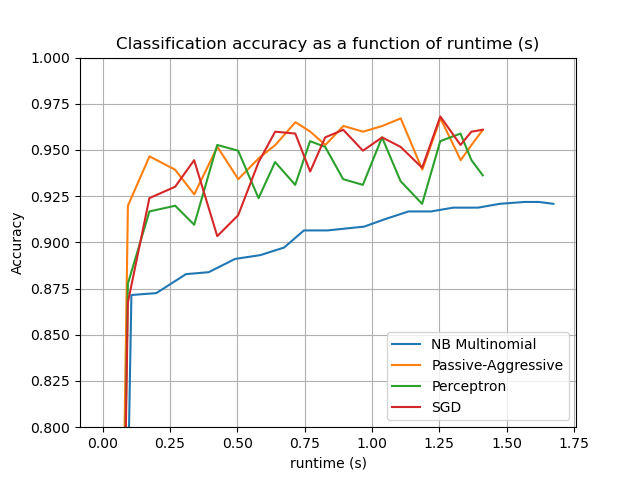 Classification accuracy as a function of runtime (s)
1.000
0.975
0.950
0.925
0.900
0.875
0.850
0.825
0.800
Accuracy
NB Multinomial
Passive-Aggressive
Perceptron
SGD
0.00 0.25 0.50 0.75 1.00 1.25 1.50 1.75
runtime (s)